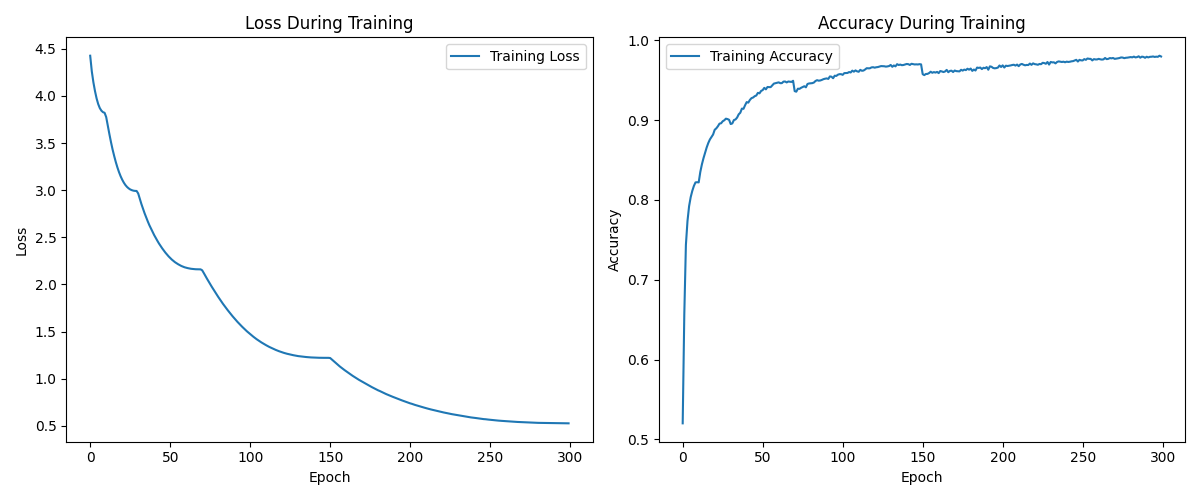 Loss During Training
4.5
4.0
3.5
3.0
2.5
2.0
1.5
1.0
0.5
Loss
Training Loss
0 50 100 150 200 250 300
Epoch
Accuracy During Training
1.0
0.9
0.8
0.7
0.6
0.5
Accuracy
Training Accuracy
0 50 100 150 200 250 300
Epoch